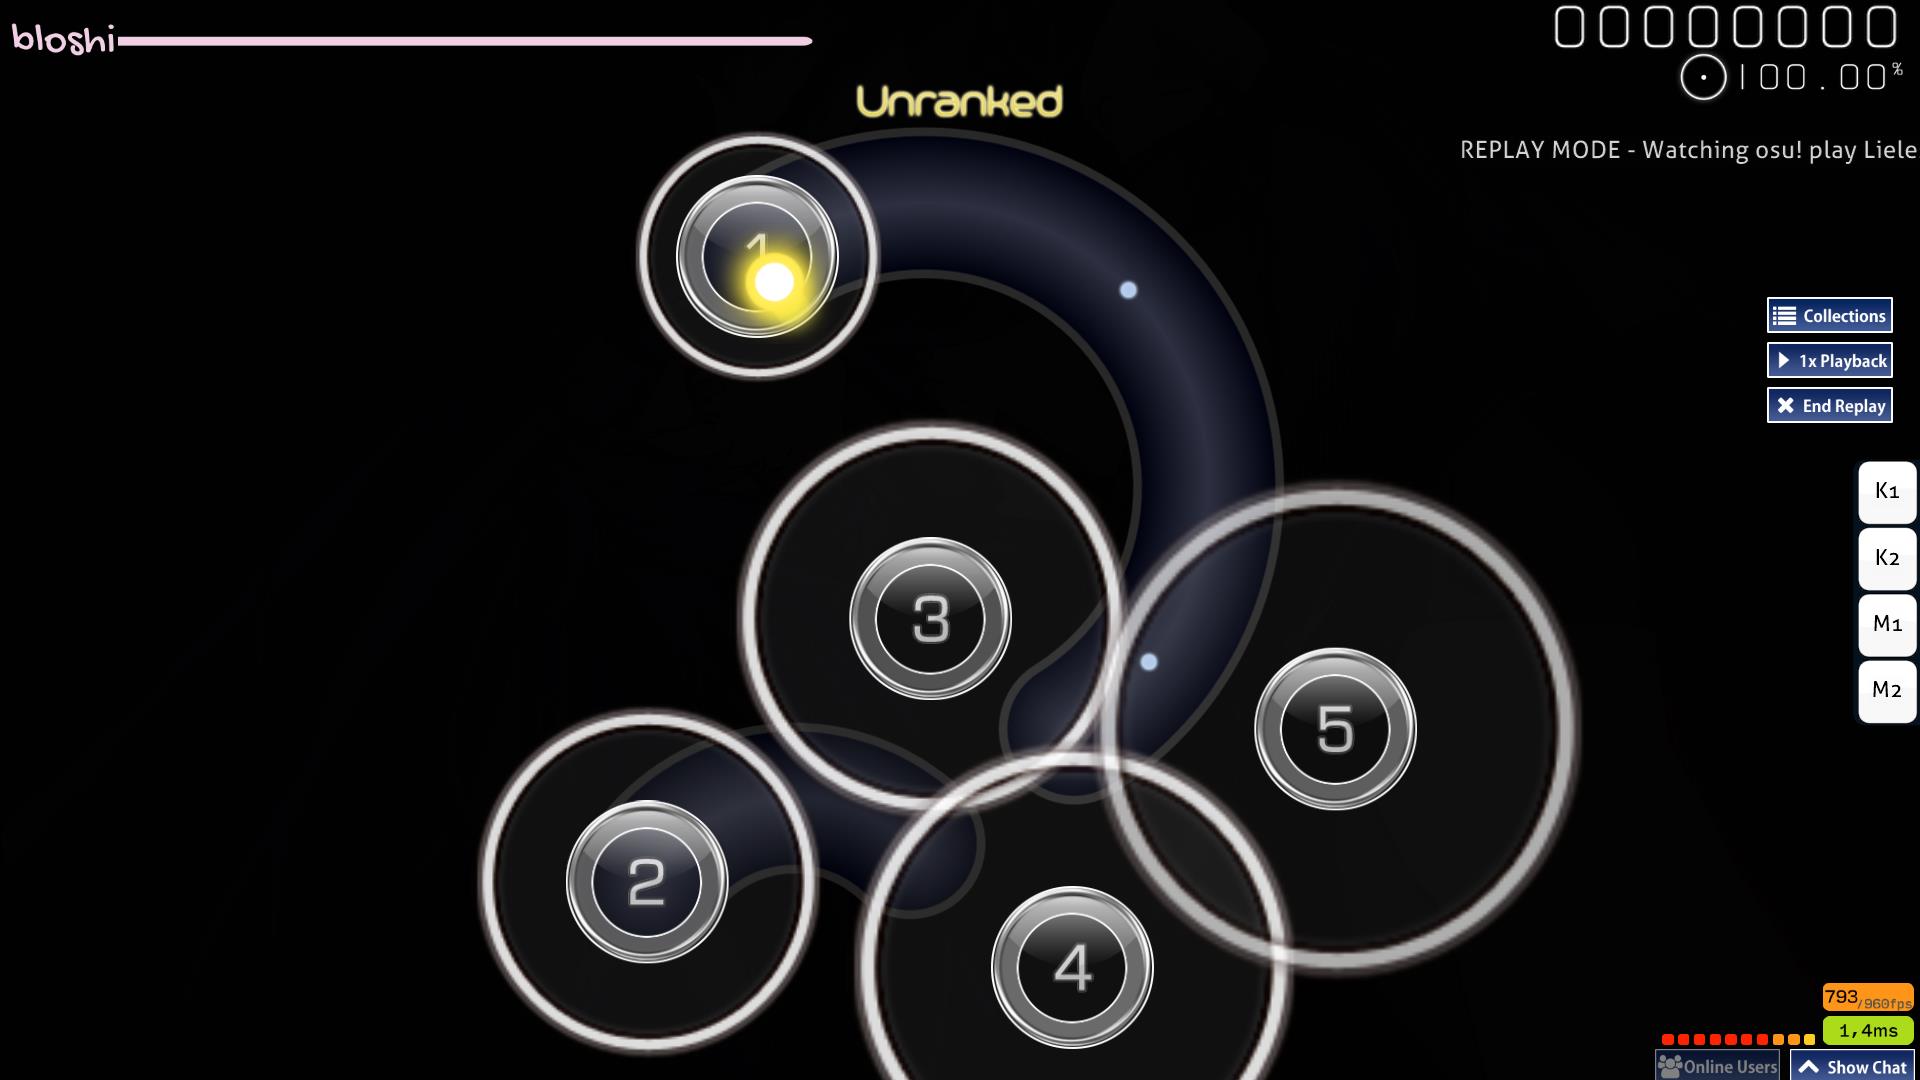 bloshi
00000000
100.00%
Unranked
REPLAY MODE - Watching osu! play Liele
1
Collections
1x Playback
End Replay
K1
K2
M1
M2
3
5
2
4
793/960fps
1,4ms
Online Users
Show Chat